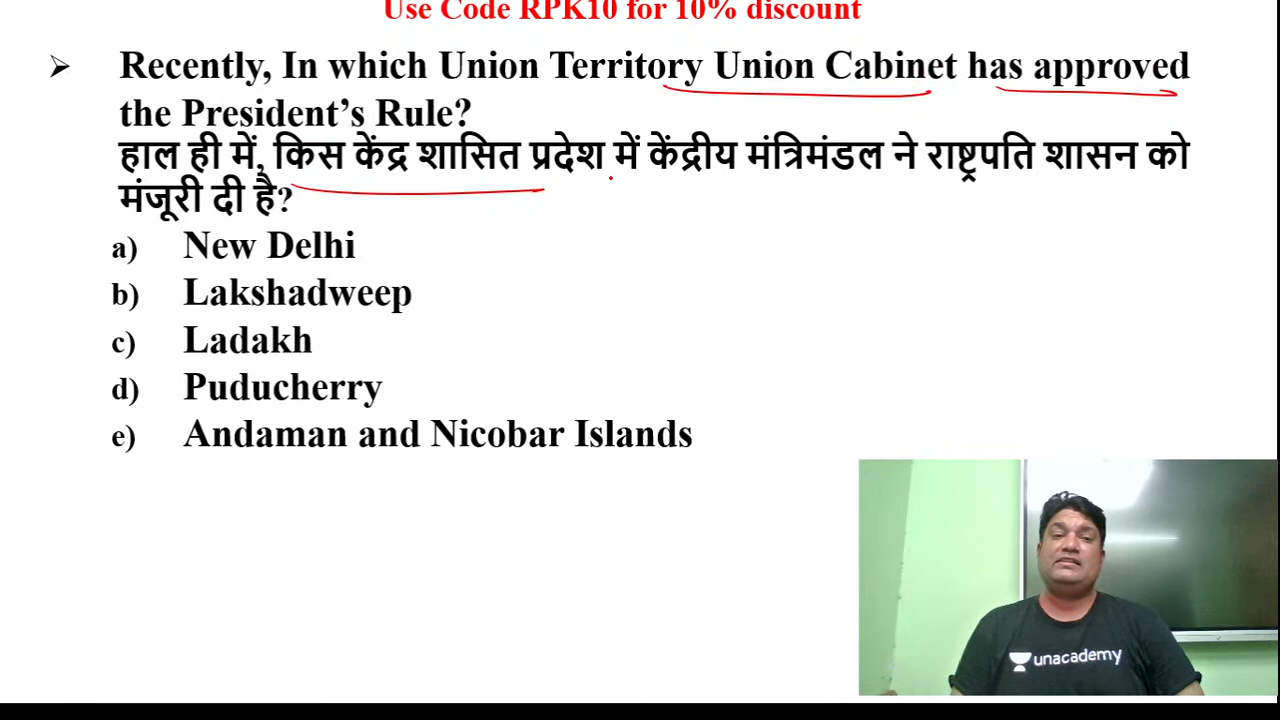 Use Code RPK10 for 10% discount
➢ Recently, In which Union Territory Union Cabinet has approved
the President’s Rule?
हाल ही में, किस केंद्र शासित प्रदेश में केंद्रीय मंत्रिमंडल ने राष्ट्रपति शासन को
मंजूरी दी है?
a) New Delhi
b) Lakshadweep
c) Ladakh
d) Puducherry
e) Andaman and Nicobar Islands
unacademy